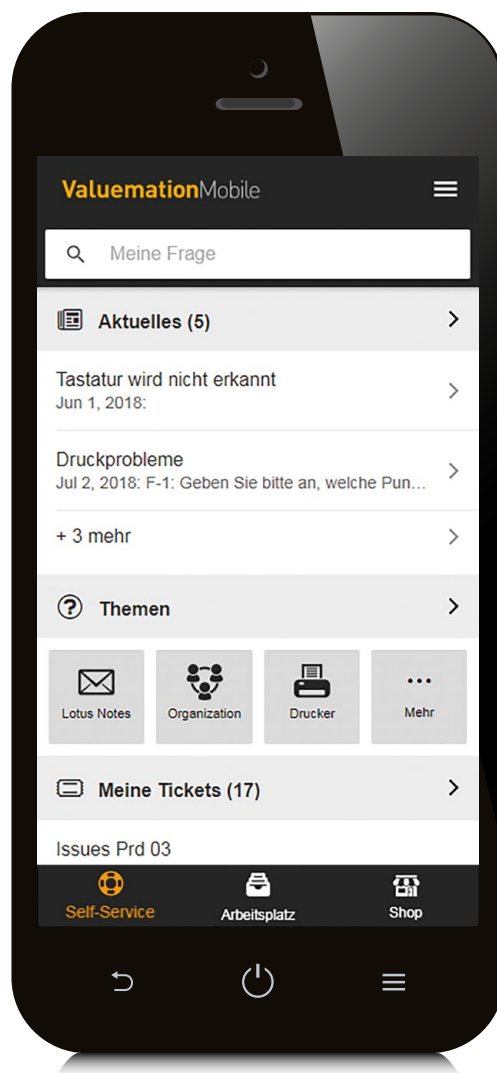 ValuemationMobile
Meine Frage
Aktuelles (5)
Tastatur wird nicht erkannt
Jun 1, 2018:
Druckprobleme
Jul 2, 2018: F-1: Geben Sie bitte an, welche Pun...
+ 3 mehr
Themen
Lotus Notes
Organization
Drucker
Mehr
Meine Tickets (17)
Issues Prd 03
Self-Service
Arbeitsplatz
Shop